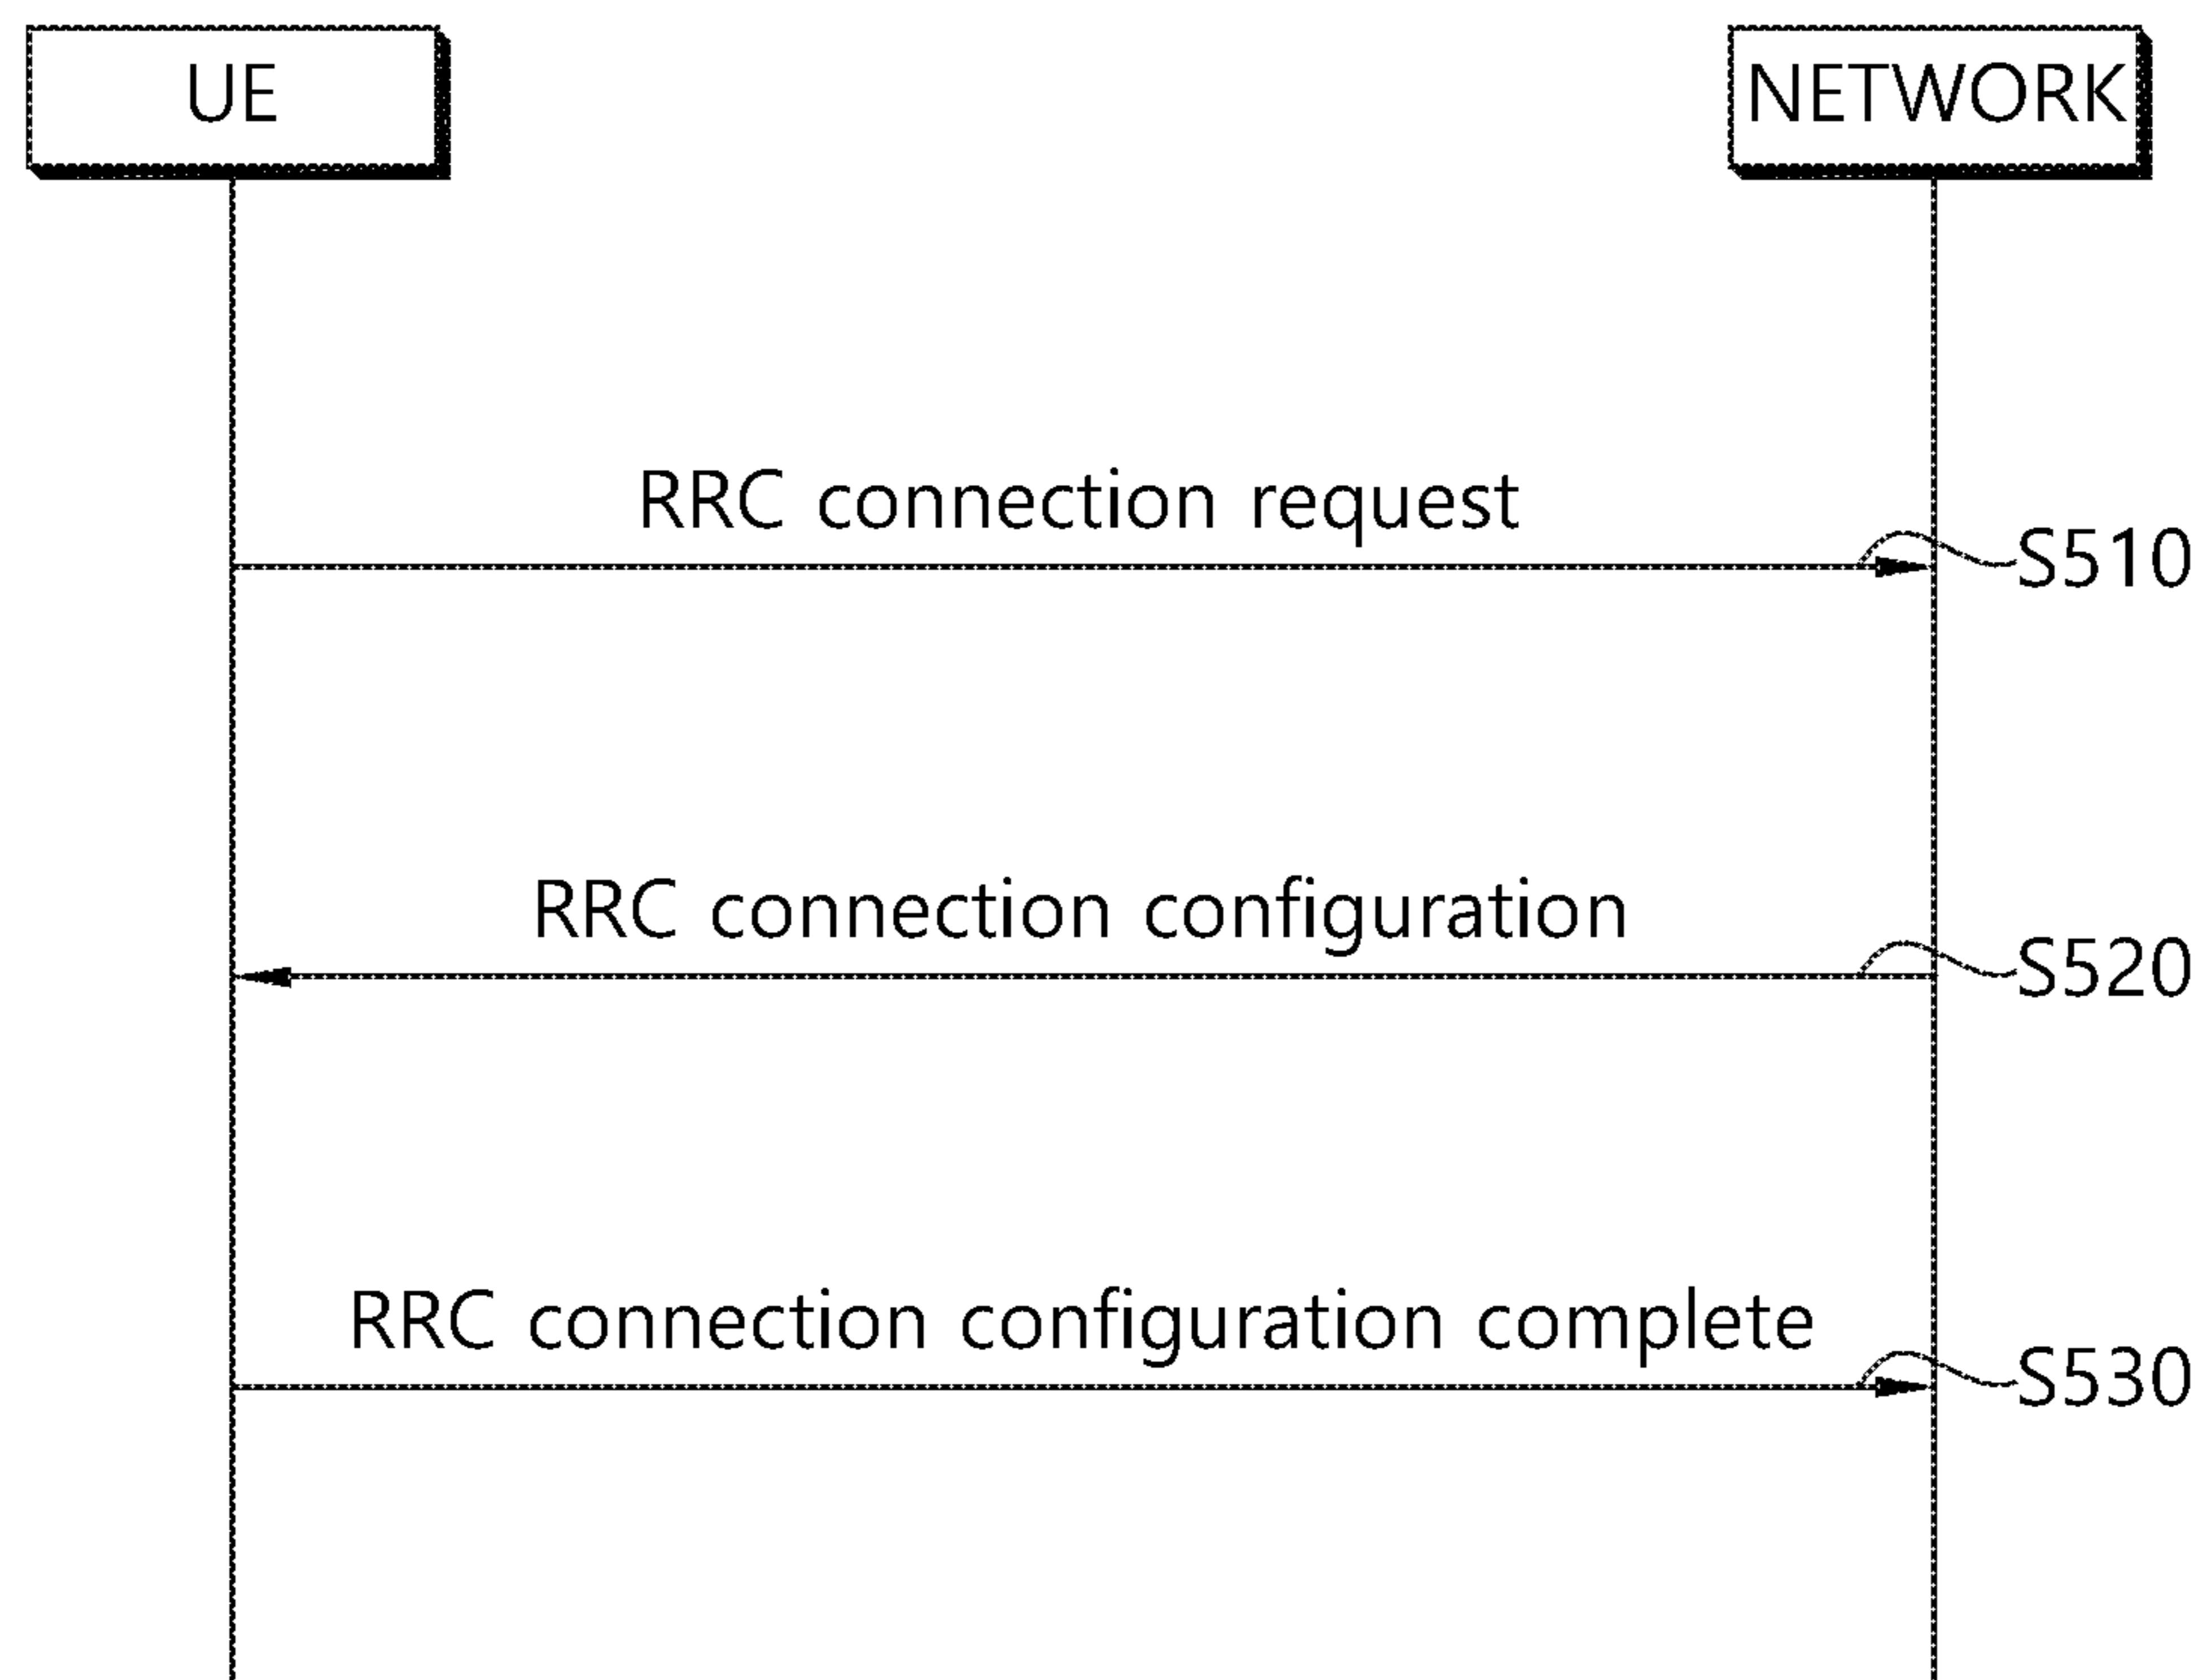 UE
NETWORK
RRC connection request
S510
RRC connection configuration
S520
RRC connection configuration complete
S530